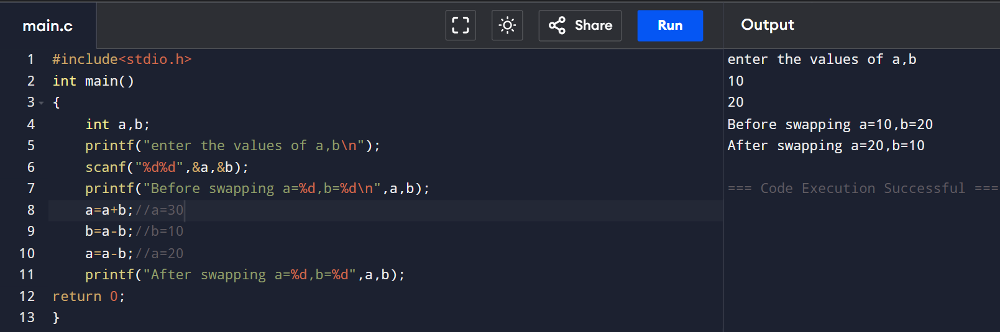 main.c
Share
Run
Output
1 #include<stdio.h>
2 int main()
3 {
4     int a,b;
5     printf("enter the values of a,b\n");
6     scanf("%d%d",&a,&b);
7     printf("Before swapping a=%d,b=%d\n",a,b);
8     a=a+b;//a=30
9     b=a-b;//b=10
10     a=a-b;//a=20
11     printf("After swapping a=%d,b=%d",a,b);
12 return 0;
13 }
enter the values of a,b
10
20
Before swapping a=10,b=20
After swapping a=20,b=10
=== Code Execution Successful ===